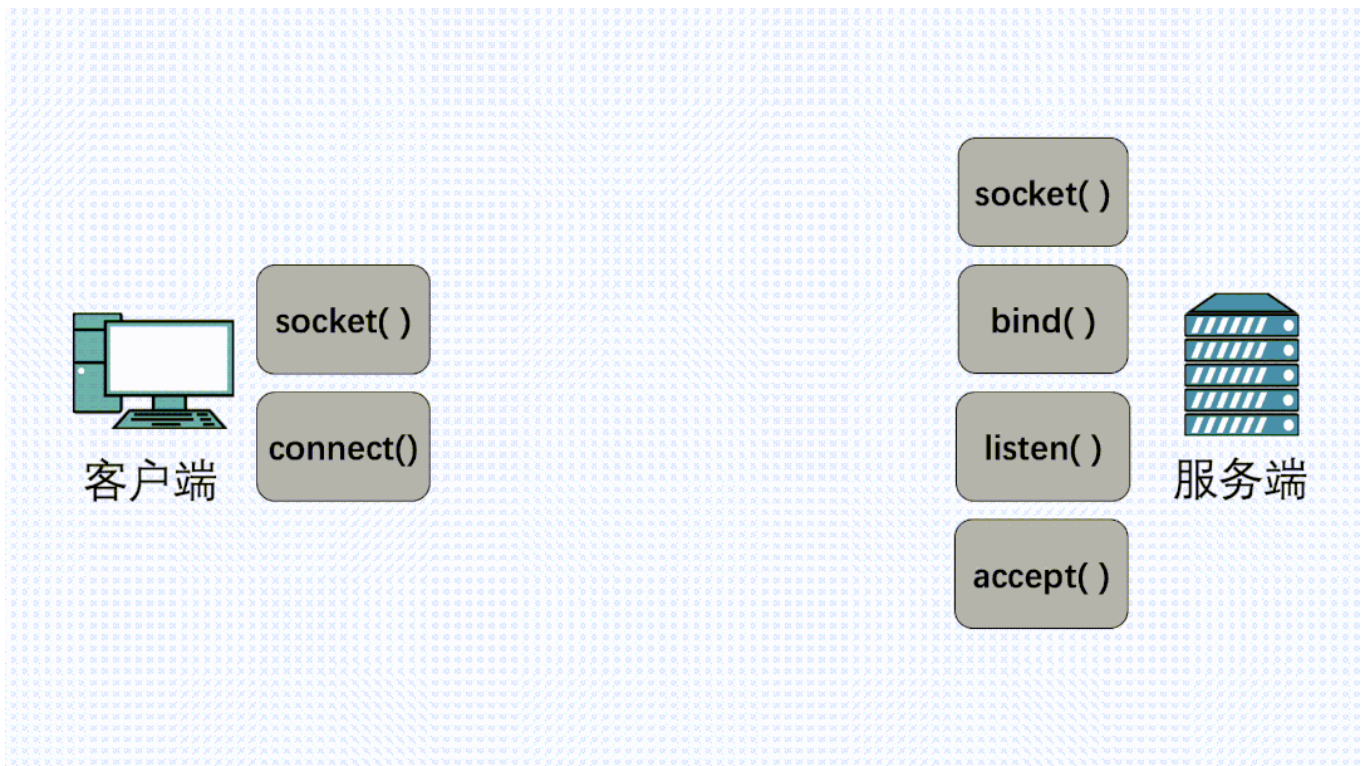 客户端
socket( )
connect()
socket( )
bind( )
listen( )
accept( )
服务端